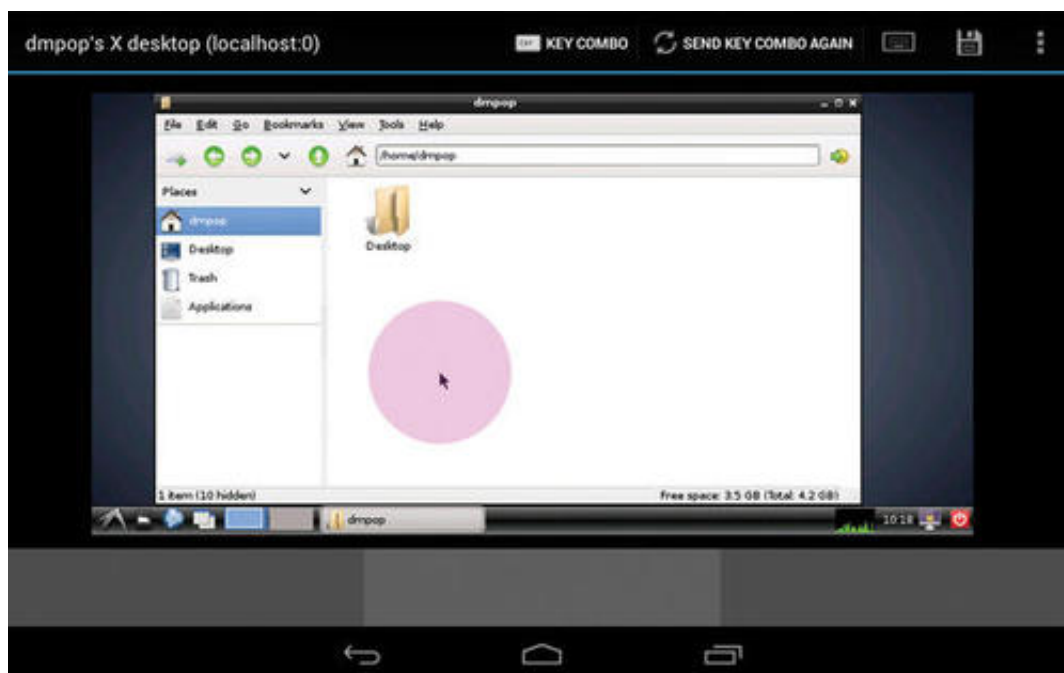 dmpop's X desktop (localhost:0) KEY COMBO SEND KEY COMBO AGAIN
dmpop
File Edit Go Bookmarks View Tools Help
/home/dmpop
Places
dmpop
Desktop
Desktop
Trash
Applications
1 item (10 hidden) Free space: 3.5 GB (Total: 4.2 GB)
dmpop 10:18